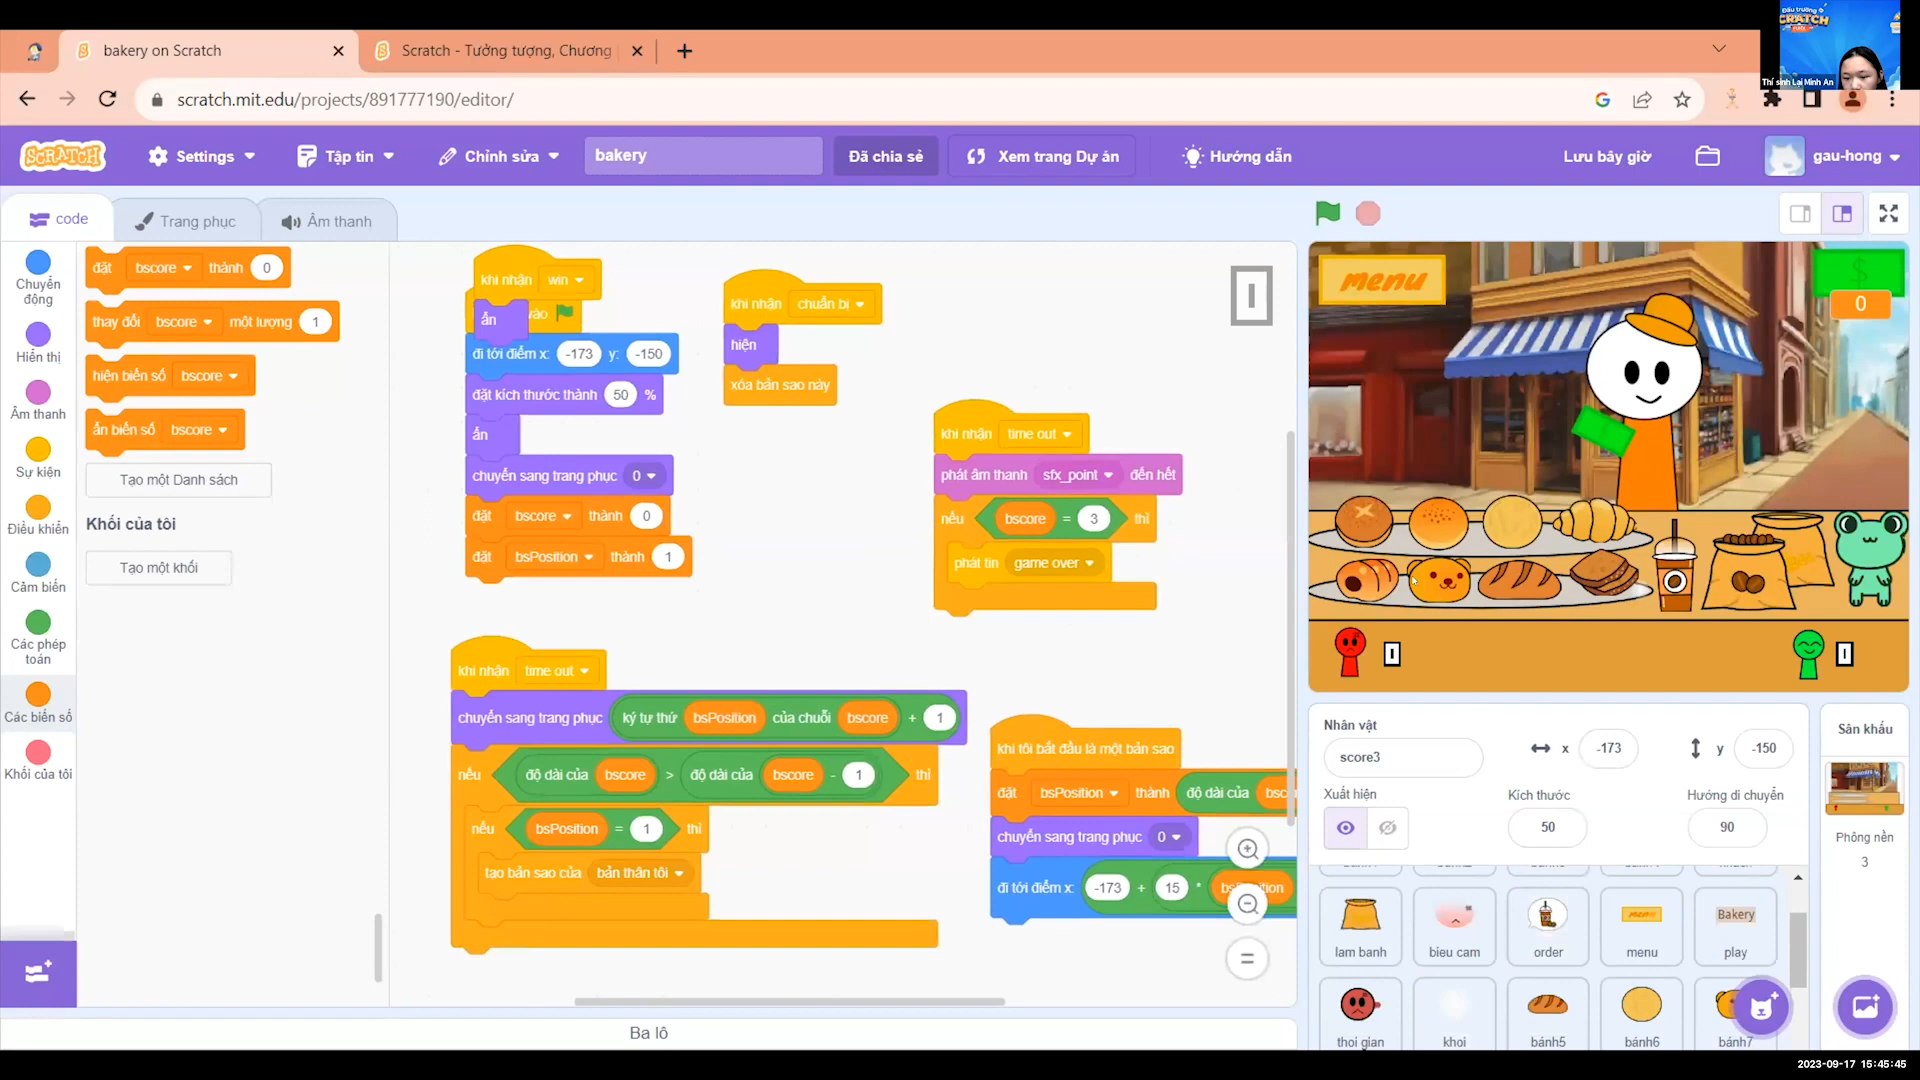 bakery on Scratch
Scratch - Tưởng tượng, Chương
scratch.mit.edu/projects/891777190/editor/
Đấu trường
SCRATCH
Thí sinh Lại Minh An
SCRATCH
Settings
Tập tin
Chỉnh sửa
bakery
Đã chia sẻ
Xem trang Dự án
Hướng dẫn
Lưu bây giờ
gau-hong
code
Trang phục
Âm thanh
Chuyển động
Hiển thị
Âm thanh
Sự kiện
Điều khiển
Cảm biến
Các phép toán
Các biến số
Khối của tôi
đặt bscore thành 0
thay đổi bscore một lượng 1
hiện biến số bscore
ẩn biến số bscore
Tạo một Danh sách
Khối của tôi
Tạo một khối
khi nhận win
ẩn
vào
đi tới điểm x: -173 y: -150
đặt kích thước thành 50 %
ẩn
chuyển sang trang phục 0
đặt bscore thành 0
đặt bsPosition thành 1
khi nhận chuẩn bị
hiện
xóa bản sao này
khi nhận time out
phát âm thanh sfx_point đến hết
nếu bscore = 3 thì
phát tin game over
khi nhận time out
chuyển sang trang phục ký tự thứ bsPosition của chuỗi bscore + 1
nếu độ dài của bscore > độ dài của bscore - 1 thì
nếu bsPosition = 1 thì
tạo bản sao của bản thân tôi
khi tôi bắt đầu là một bản sao
đặt bsPosition thành độ dài của bsc
chuyển sang trang phục 0
đi tới điểm x: -173 + 15 *
Ba lô
menu
$
0
Nhân vật
score3
x -173
y -150
Xuất hiện
Kích thước
50
Hướng di chuyển
90
lam banh
bieu cam
order
menu
menu
Bakery
play
thoi gian
khoi
bánh5
bánh6
bánh7
Sân khấu
Phông nền
3
2023-09-17 15:45:45